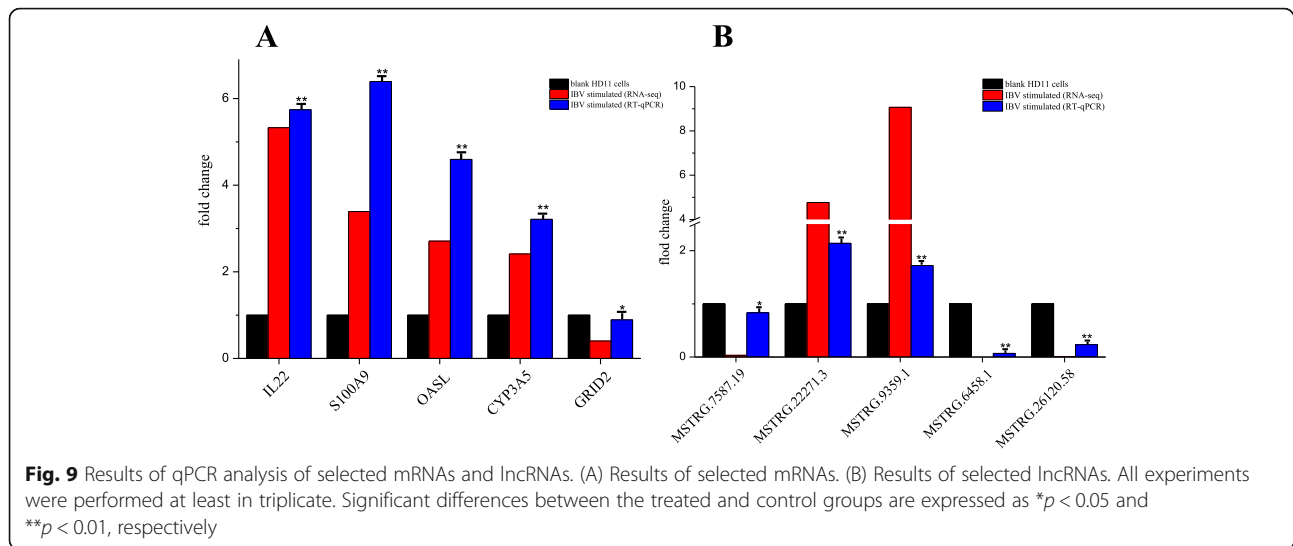 A
B
blank HD11 cells
IBV stimulated (RNA-seq)
IBV stimulated (RT-qPCR)
fold change
6
4
2
0
**
**
**
**
*
IL22
S100A9
OASL
CYP3A5
GRID2
blank HD11 cells
IBV stimulated (RNA-seq)
IBV stimulated (RT-qPCR)
flod change
10
8
6
4
2
0
*
**
**
**
**
MSTRG.7587.19
MSTRG.22271.3
MSTRG.9359.1
MSTRG.6458.1
MSTRG.26120.58
Fig. 9 Results of qPCR analysis of selected mRNAs and lncRNAs. (A) Results of selected mRNAs. (B) Results of selected lncRNAs. All experiments
were performed at least in triplicate. Significant differences between the treated and control groups are expressed as *p < 0.05 and
**p < 0.01, respectively